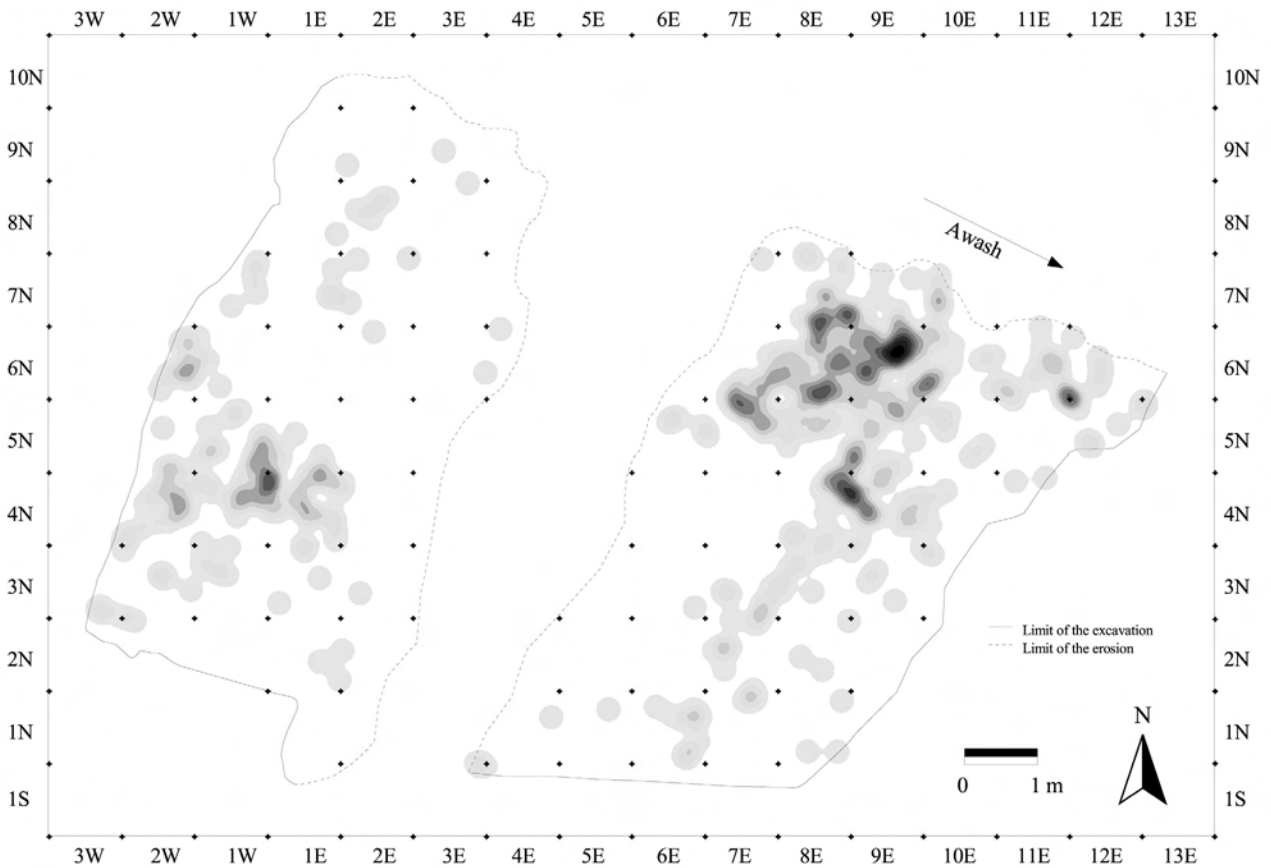 3W 2W 1W 1E 2E 3E 4E 5E 6E 7E 8E 9E 10E 11E 12E 13E
10N 10N
9N 9N
8N 8N
Awash
7N 7N
6N 6N
5N 5N
4N 4N
3N 3N
Limit of the excavation
Limit of the erosion
2N 2N
N
1N 1N
0 1 m
1S 1S
3W 2W 1W 1E 2E 3E 4E 5E 6E 7E 8E 9E 10E 11E 12E 13E